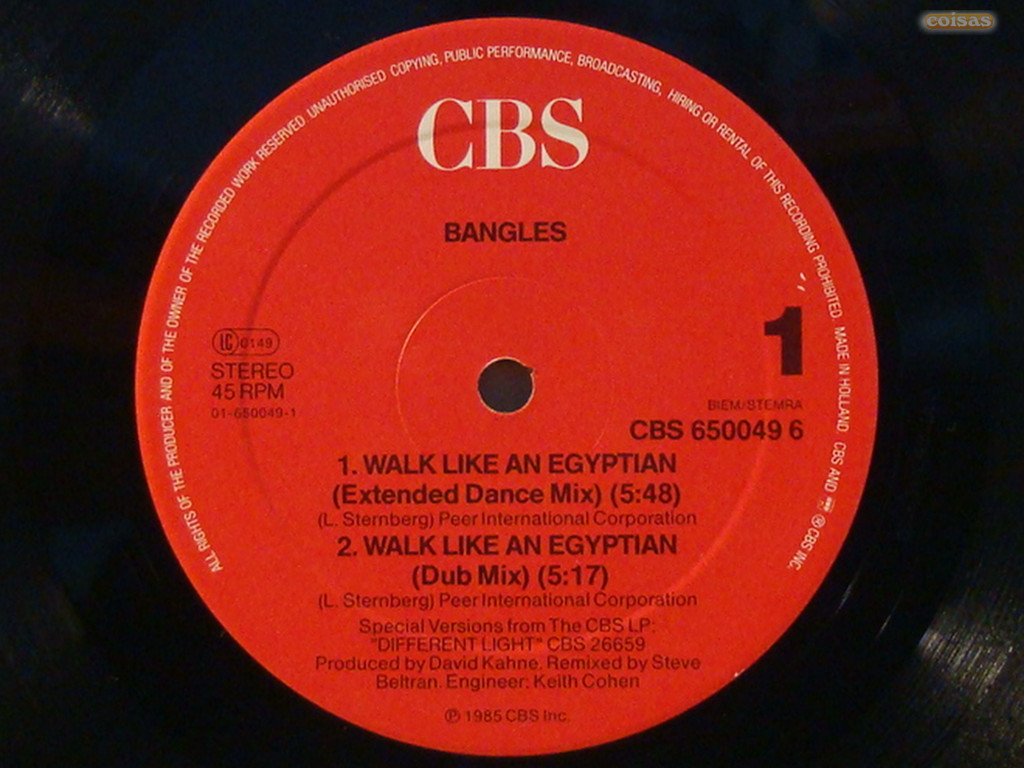 coisas
ALL RIGHTS OF THE PRODUCER AND OF THE OWNER OF THE RECORDED WORK RESERVED UNAUTHORISED COPYING, PUBLIC PERFORMANCE, BROADCASTING, HIRING OR RENTAL OF THIS RECORDING PROHIBITED. MADE IN HOLLAND CBS AND ℗ CBS INC.
CBS
BANGLES
1
LC 0149
STEREO
45 RPM
01-650049-1
BIEM/STEMRA
CBS 650049 6
1. WALK LIKE AN EGYPTIAN
(Extended Dance Mix) (5:48)
(L. Sternberg) Peer International Corporation
2. WALK LIKE AN EGYPTIAN
(Dub Mix) (5:17)
(L. Sternberg) Peer International Corporation
Special Versions from The CBS LP:
"DIFFERENT LIGHT" CBS 26659
Produced by David Kahne. Remixed by Steve
Beltran. Engineer: Keith Cohen
℗ 1985 CBS Inc.